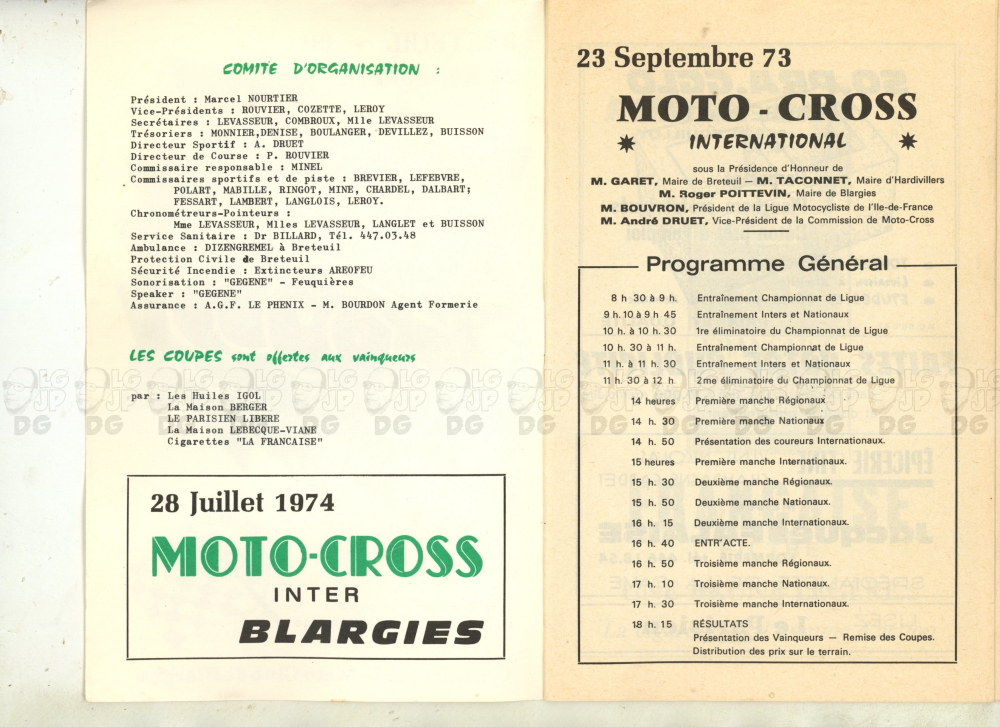 COMITE D'ORGANISATION :
Président : Marcel NOURTIER
Vice-Présidents : ROUVIER, COZETTE, LEROY
Secrétaires : LEVASSEUR, COMBROUX, Mlle LEVASSEUR
Trésoriers : MONNIER,DENISE, BOULANGER, DEVILLEZ, BUISSON
Directeur Sportif : A. DRUET
Directeur de Course : P. ROUVIER
Commissaire responsable : MINEL
Commissaires sportifs et de piste : BREVIER, LEFEBVRE,
POLART, MABILLE, RINGOT, MINE, CHARDEL, DALBART;
FESSART, LAMBERT, LANGLOIS, LEROY.
Chronométreurs-Pointeurs :
Mme LEVASSEUR, Mlles LEVASSEUR, LANGLET et BUISSON
Service Sanitaire : Dr BILLARD, Tél. 447.03.48
Ambulance : DIZENGREMEL à Breteuil
Protection Civile de Breteuil
Sécurité Incendie : Extincteurs AREOFEU
Sonorisation : "GEGENE" - Feuquières
Speaker : "GEGENE"
Assurance : A.G.F. LE PHENIX - M. BOURDON Agent Formerie
LES COUPES sont offertes aux vainqueurs
par : Les Huiles IGOL
La Maison BERGER
LE PARISIEN LIBERE
La Maison LEBECQUE-VIANE
Cigarettes "LA FRANCAISE"
28 Juillet 1974
MOTO-CROSS
INTER
BLARGIES
23 Septembre 73
MOTO - CROSS
INTERNATIONAL
sous la Présidence d'Honneur de
M. GARET, Maire de Breteuil — M. TACONNET, Maire d'Hardivillers
M. Roger POITTEVIN, Maire de Blargies
M. BOUVRON, Président de la Ligue Motocycliste de l'Ile-de-France
M. André DRUET, Vice-Président de la Commission de Moto-Cross
Programme Général
8 h 30 à 9 h. Entraînement Championnat de Ligue
9 h. 10 à 9 h 45 Entraînement Inters et Nationaux
10 h. à 10 h. 30 1re éliminatoire du Championnat de Ligue
10 h. 30 à 11 h. Entraînement Championnat de Ligue
11 h. à 11 h. 30 Entraînement Inters et Nationaux
11 h. 30 à 12 h. 2me éliminatoire du Championnat de Ligue
14 heures Première manche Régionaux
14 h. 30 Première manche Nationaux
14 h. 50 Présentation des coureurs Internationaux.
15 heures Première manche Internationaux.
15 h. 30 Deuxième manche Régionaux.
15 h. 50 Deuxième manche Nationaux.
16 h. 15 Deuxième manche Internationaux.
16 h. 40 ENTR'ACTE.
16 h. 50 Troisième manche Régionaux.
17 h. 10 Troisième manche Nationaux.
17 h. 30 Troisième manche Internationaux.
18 h. 15 RÉSULTATS
Présentation des Vainqueurs — Remise des Coupes.
Distribution des prix sur le terrain.